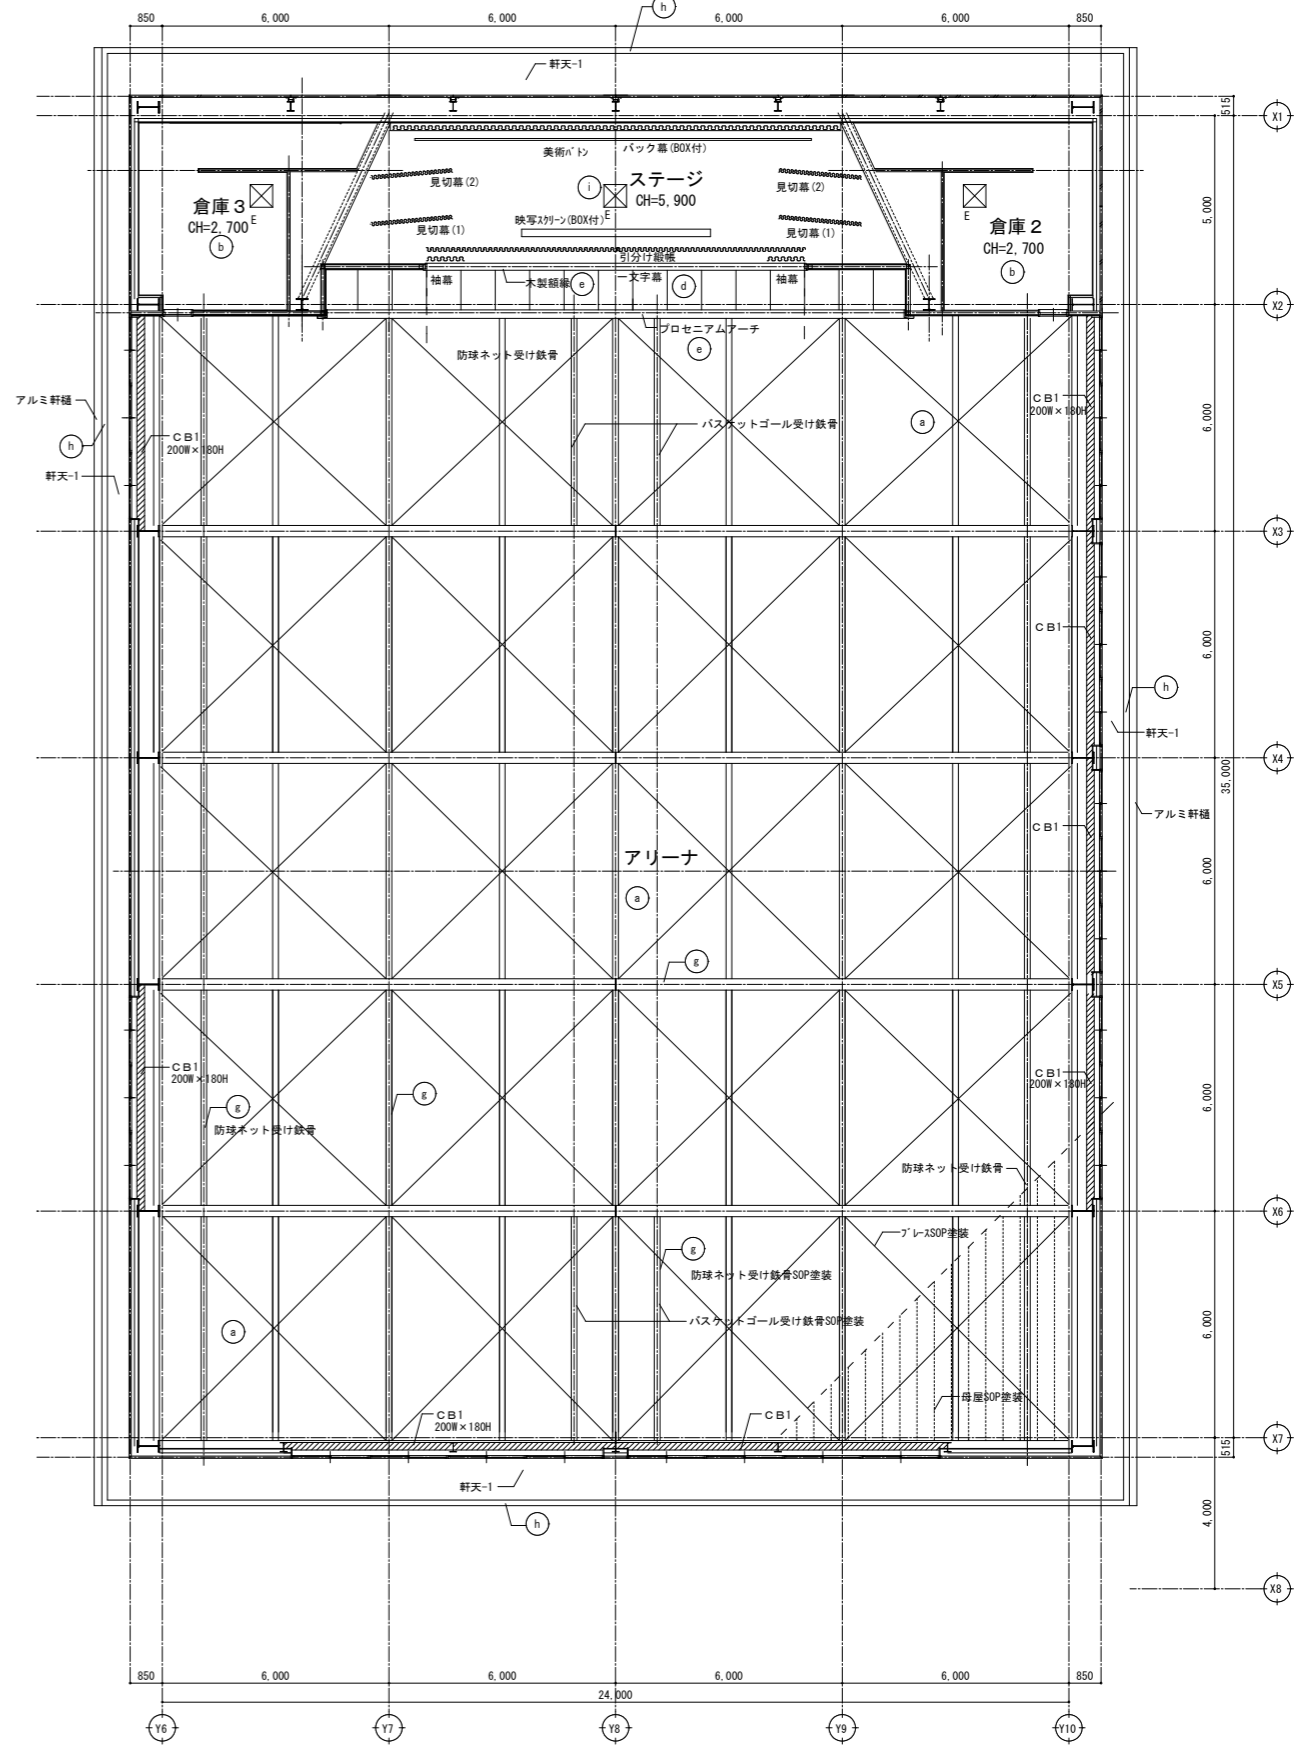 h
850
6,000
6,000
6,000
6,000
850
軒天-1
515
X1
美術バトン
バック幕(BOX付)
見切幕(2)
i
ステージ
CH=5,900
E
見切幕(2)
倉庫3
CH=2,700
E
b
5,000
見切幕(1)
映写スクリーン(BOX付)
見切幕(1)
倉庫2
CH=2,700
E
b
引分け緞帳
袖幕
木製額縁
e
一文字幕
d
袖幕
X2
プロセニアムアーチ
e
防球ネット受け鉄骨
アルミ軒樋
h
CB1
200W×180H
CB1
200W×180H
バスケットゴール受け鉄骨
a
6,000
軒天-1
X3
CB1
6,000
h
軒天-1
X4
35,000
アルミ軒樋
CB1
アリーナ
a
6,000
g
X5
CB1
200W×180H
g
防球ネット受け鉄骨
g
CB1
200W×180H
6,000
防球ネット受け鉄骨
X6
ブレースSOP塗装
g
防球ネット受け鉄骨SOP塗装
バスケットゴール受け鉄骨SOP塗装
a
6,000
母屋SOP塗装
CB1
200W×180H
CB1
X7
515
軒天-1
h
4,000
X8
850
6,000
6,000
6,000
6,000
850
24,000
Y6
Y7
Y8
Y9
Y10